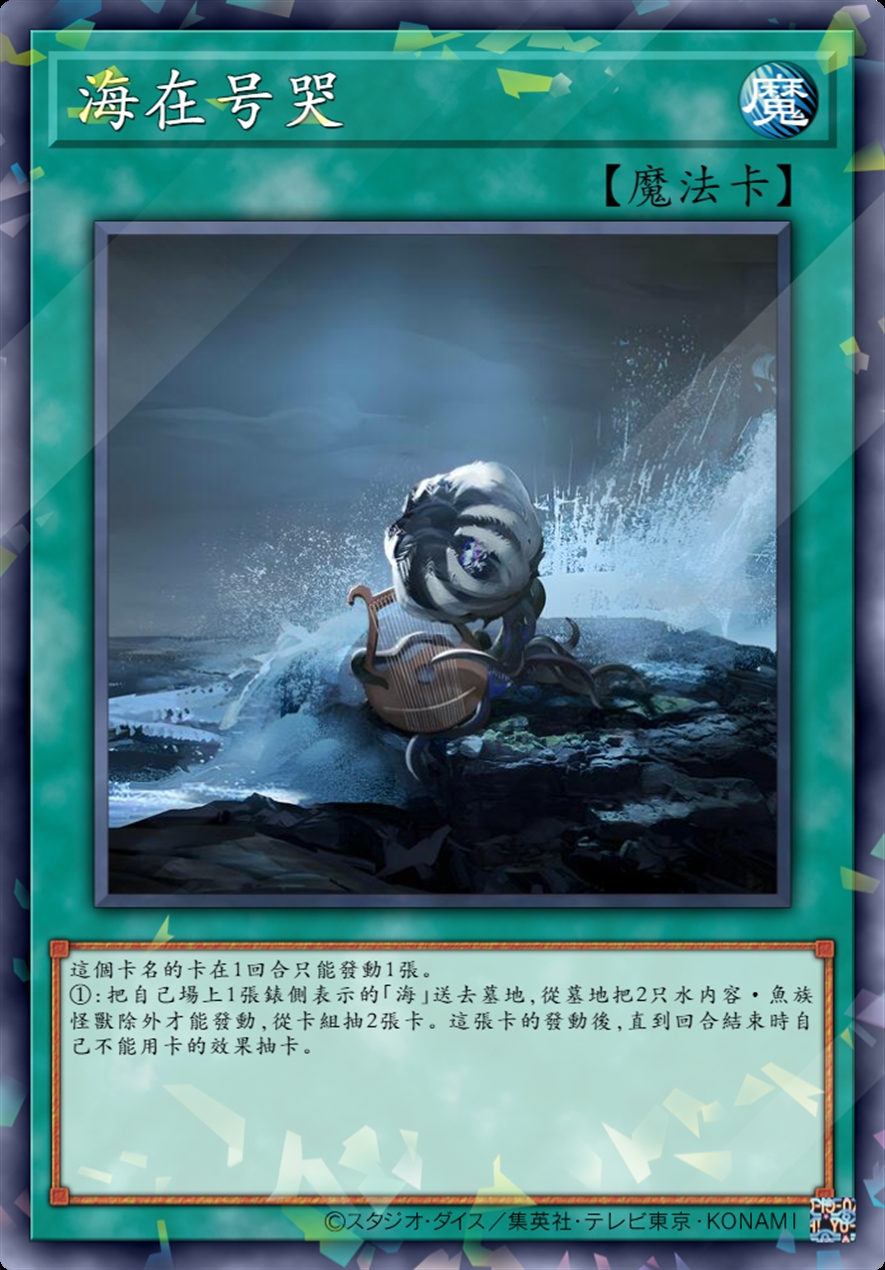 海在号哭
魔
【魔法卡】
這個卡名的卡在1回合只能發動1張。
①:把自己場上1張錶側表示的「海」送去墓地,從墓地把2只水内容・魚族
怪獸除外才能發動,從卡組抽2張卡。這張卡的發動後,直到回合結束時自
己不能用卡的效果抽卡。
©スタジオ·ダイス／集英社·テレビ東京·KONAMI